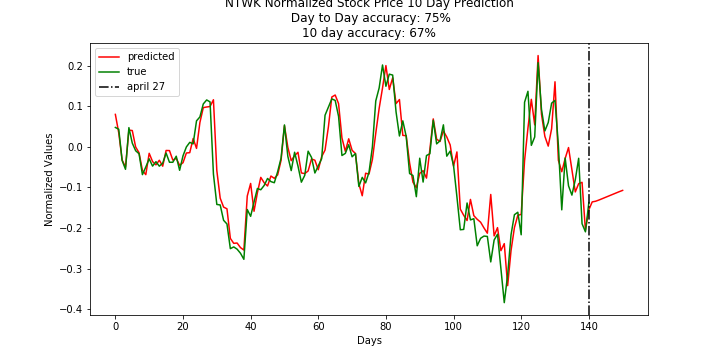 NTWK Normalized Stock Price 10 Day Prediction
Day to Day accuracy: 75%
10 day accuracy: 67%
predicted
true
april 27
Normalized Values
0.2
0.1
0.0
−0.1
−0.2
−0.3
−0.4
0 20 40 60 80 100 120 140
Days